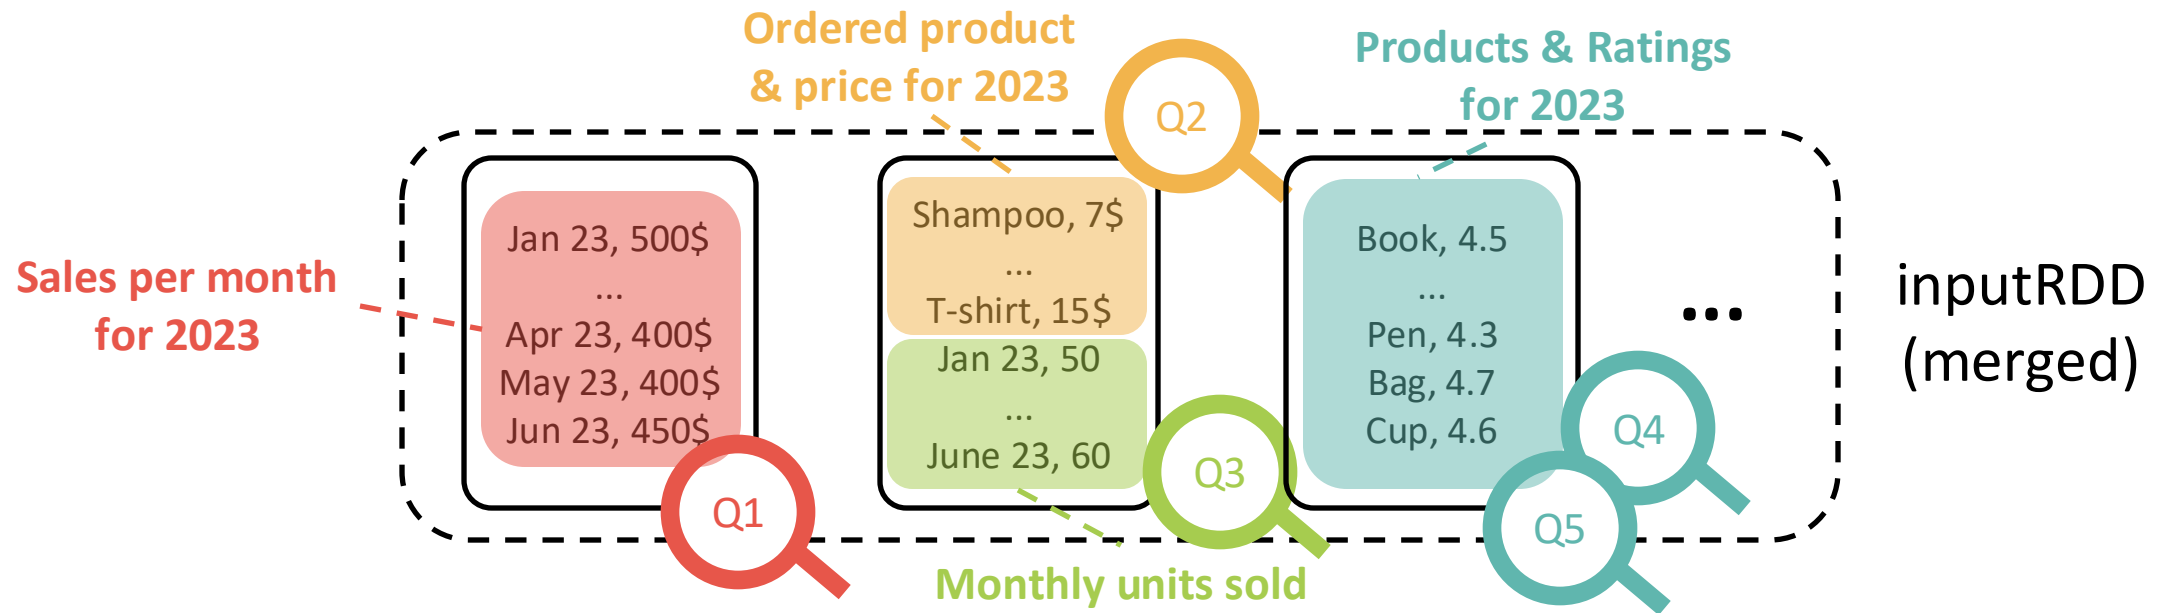 Ordered product
& price for 2023
Q2
Products & Ratings
for 2023
Sales per month
for 2023
Jan 23, 500$
...
Apr 23, 400$
May 23, 400$
Jun 23, 450$
Q1
Shampoo, 7$
...
T-shirt, 15$
Jan 23, 50
...
June 23, 60
Q3
Monthly units sold
Book, 4.5
...
Pen, 4.3
Bag, 4.7
Cup, 4.6
Q4
Q5
...
inputRDD
(merged)